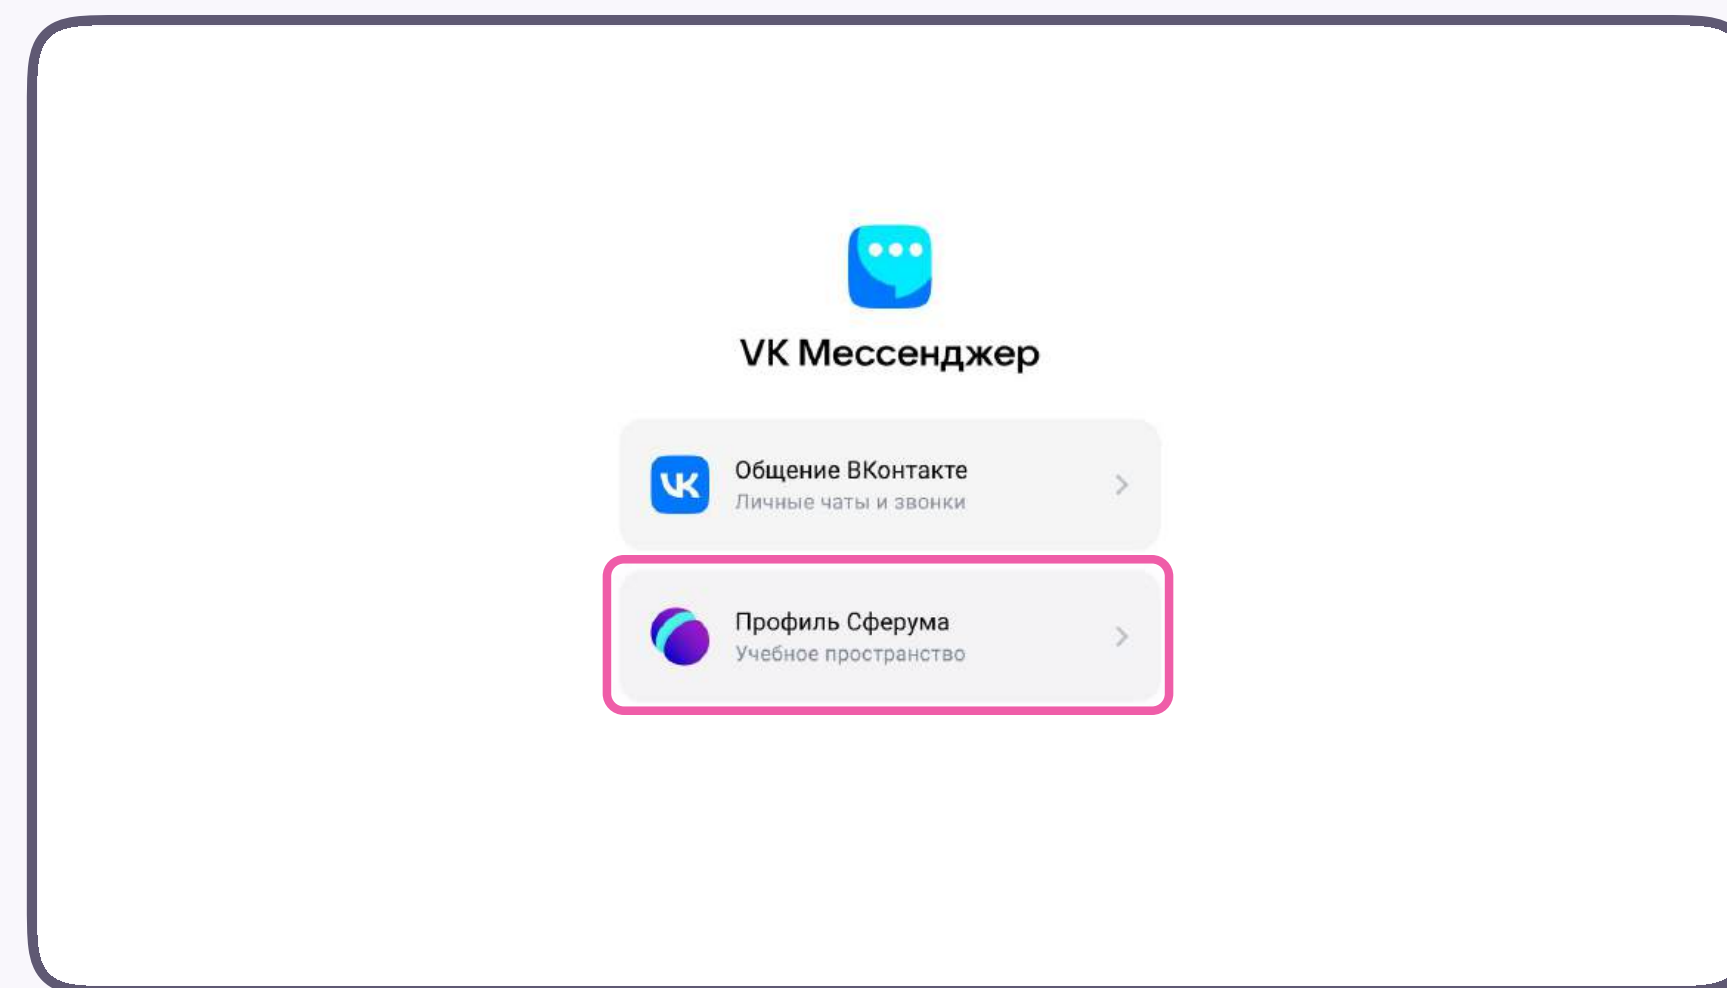 VK Мессенджер
Общение ВКонтакте
Личные чаты и звонки
Профиль Сферума
Учебное пространство